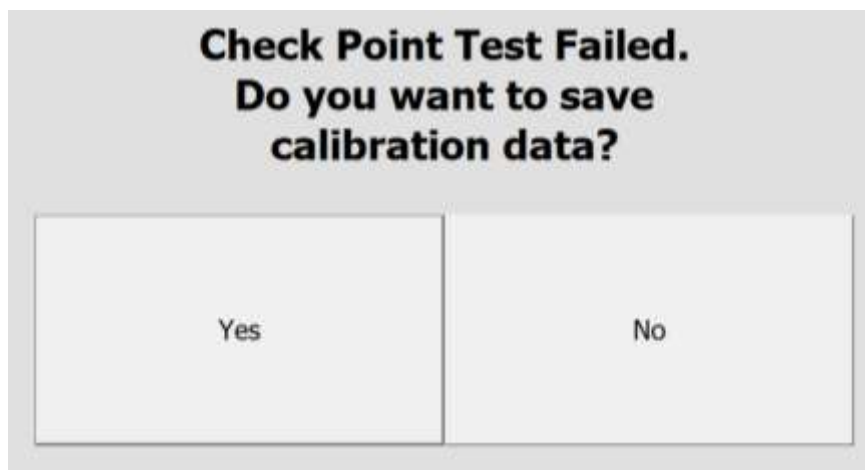 Check Point Test Failed.
Do you want to save
calibration data?
Yes
No